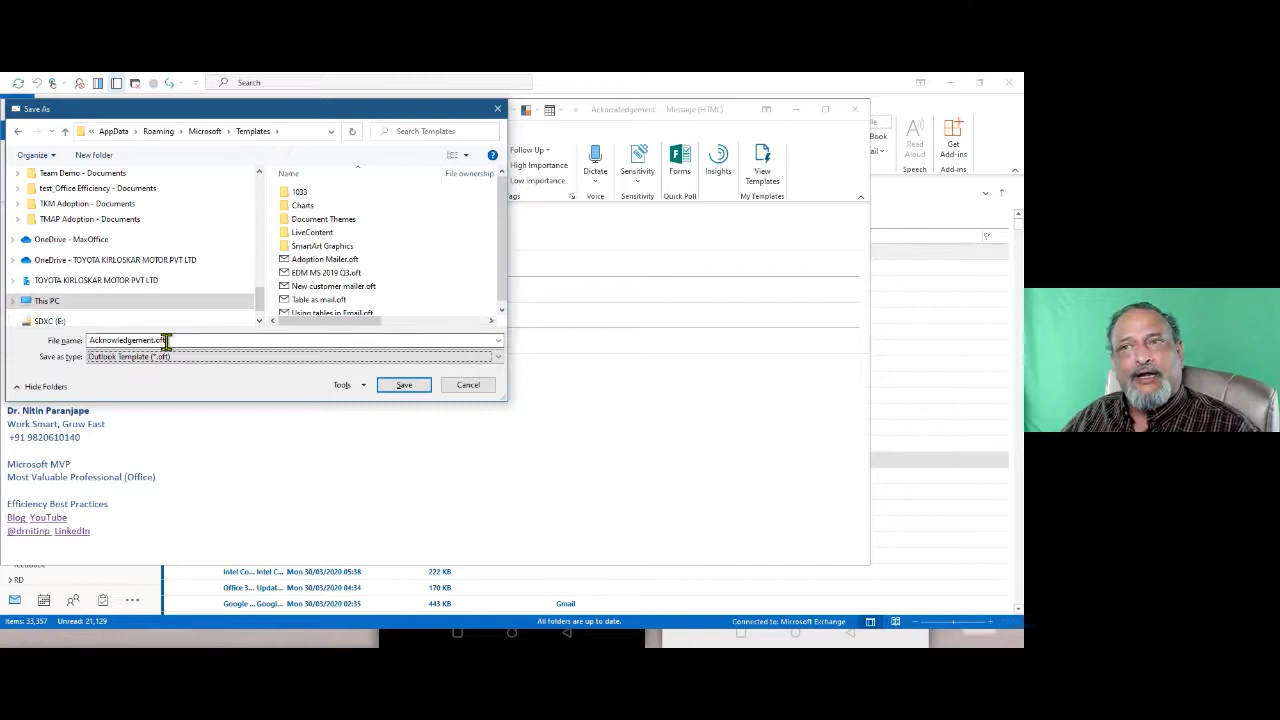 Search
Save As
Acknowledgement Message (HTML)
AppData
Roaming
Microsoft
Templates
Search Templates
Organize
New folder
Team Demo - Documents
test_Office Efficiency - Documents
TKM Adoption - Documents
TMAP Adoption - Documents
OneDrive - MaxOffice
OneDrive - TOYOTA KIRLOSKAR MOTOR PVT LTD
TOYOTA KIRLOSKAR MOTOR PVT LTD
This PC
SDXC (E:)
Name
File ownership
1033
Charts
Document Themes
LiveContent
SmartArt Graphics
Adoption Mailer.oft
EDM MS 2019 Q3.oft
New customer mailer.oft
Table as mail.oft
Using tables in Email.oft
File name:
Acknowledgement.oft
Save as type:
Outlook Template (*.oft)
Hide Folders
Tools
Save
Cancel
Follow Up
High Importance
Low importance
Dictate
Voice
Sensitivity
Sensitivity
Forms
Quick Poll
Insights
View
Templates
My Templates
Book
Read
Aloud
Speech
Get
Add-ins
Add-ins
Dr. Nitin Paranjape
Work Smart, Grow Fast
+91 9820610140
Microsoft MVP
Most Valuable Professional (Office)
Efficiency Best Practices
Blog YouTube
@drnitinp LinkedIn
RD
Intel Co... Intel C... Mon 30/03/2020 05:38 222 KB
Office 3... Updat... Mon 30/03/2020 04:34 170 KB
Google ... Googl... Mon 30/03/2020 02:35 443 KB Gmail
Items: 33,357 Unread: 21,129 All folders are up to date. Connected to: Microsoft Exchange